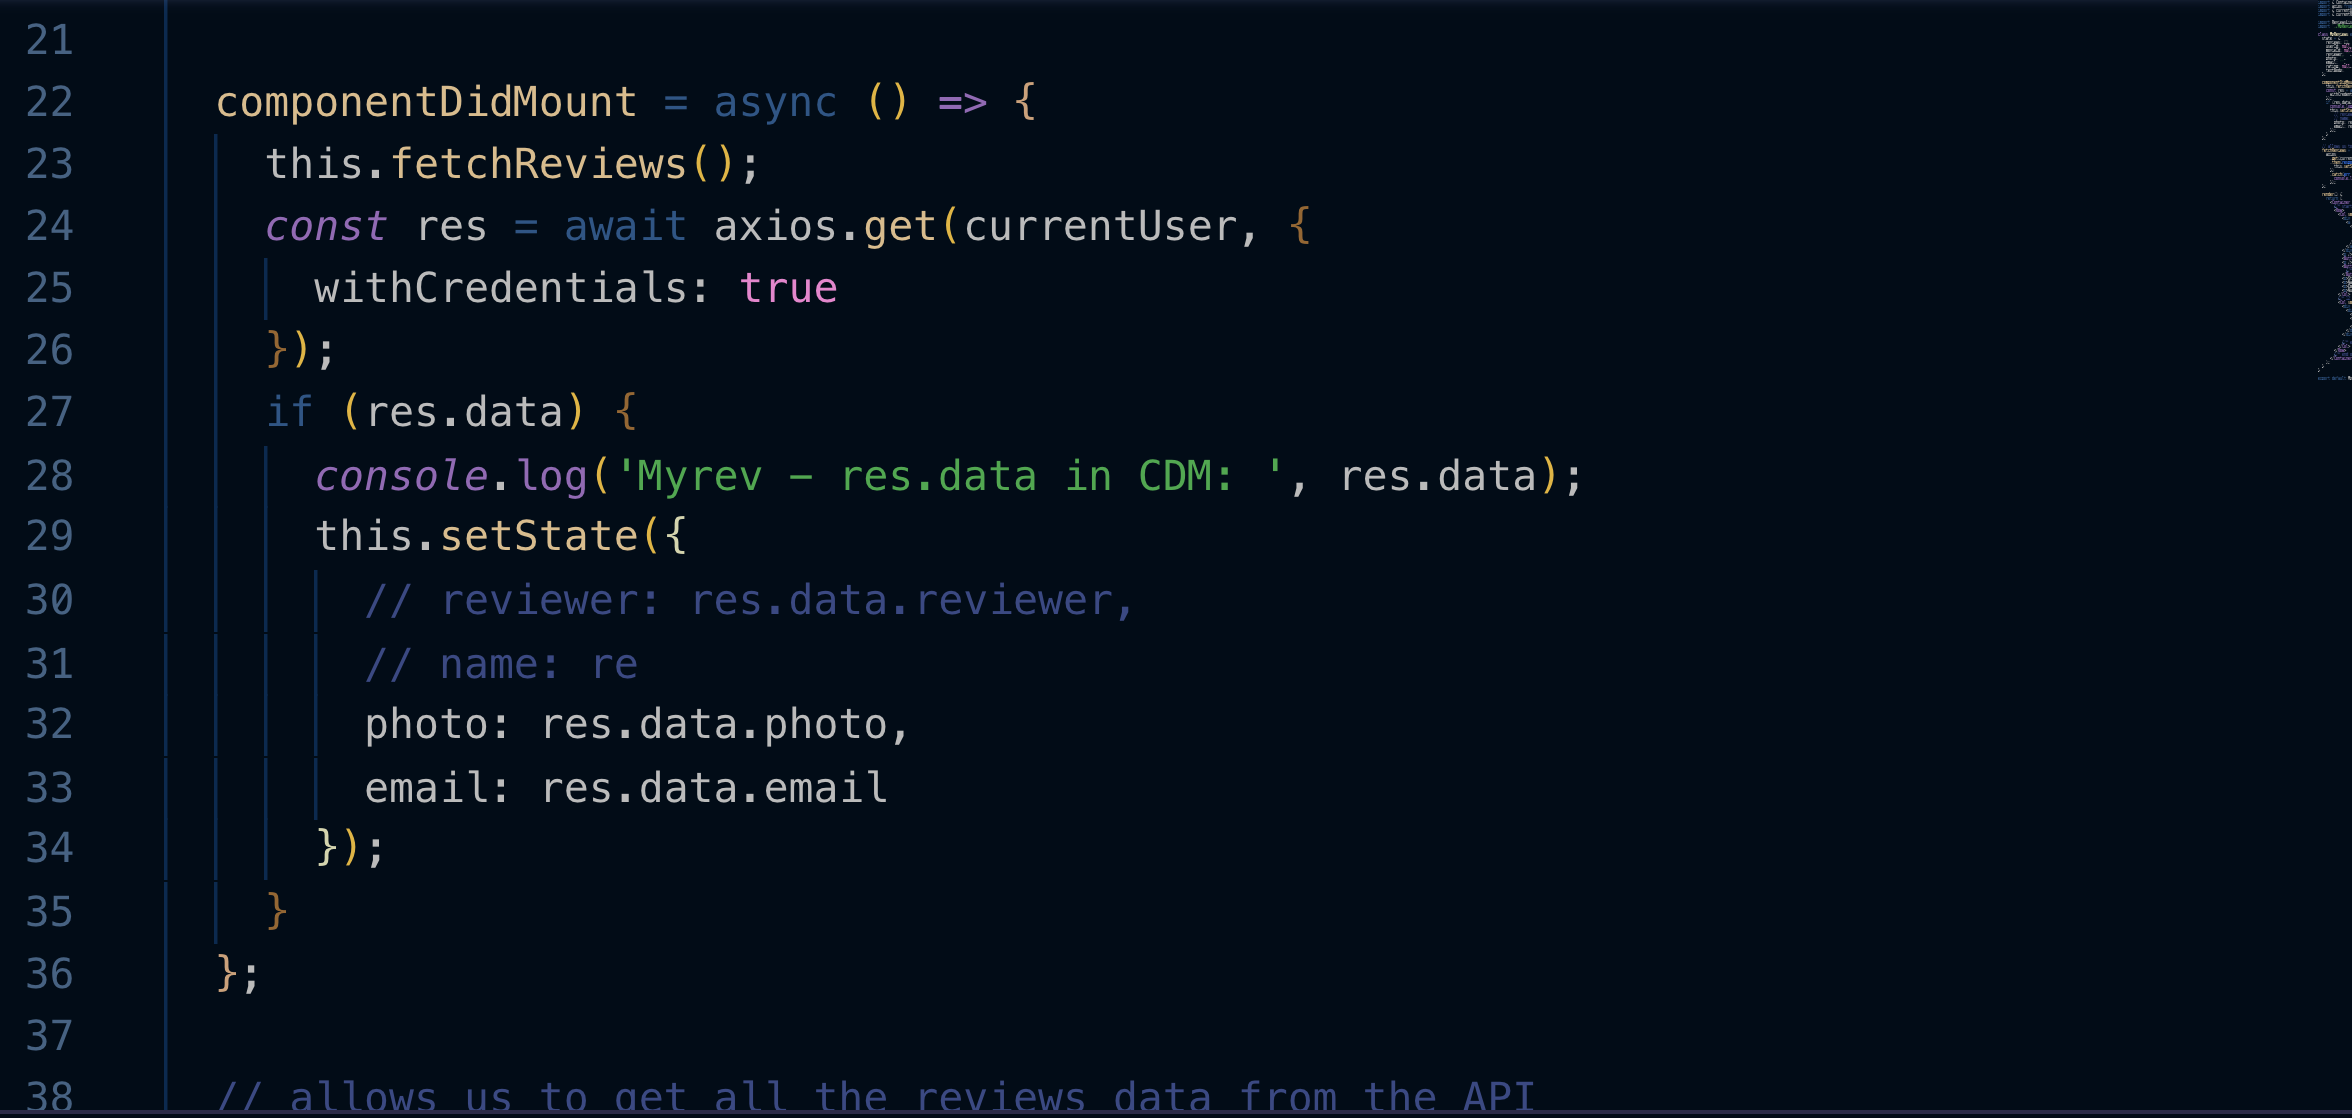 21
22 componentDidMount = async () => {
23 this.fetchReviews();
24 const res = await axios.get(currentUser, {
25 withCredentials: true
26 });
27 if (res.data) {
28 console.log('Myrev - res.data in CDM: ', res.data);
29 this.setState({
30 // reviewer: res.data.reviewer,
31 // name: re
32 photo: res.data.photo,
33 email: res.data.email
34 });
35 }
36 };
37
38 // allows us to get all the reviews data from the API